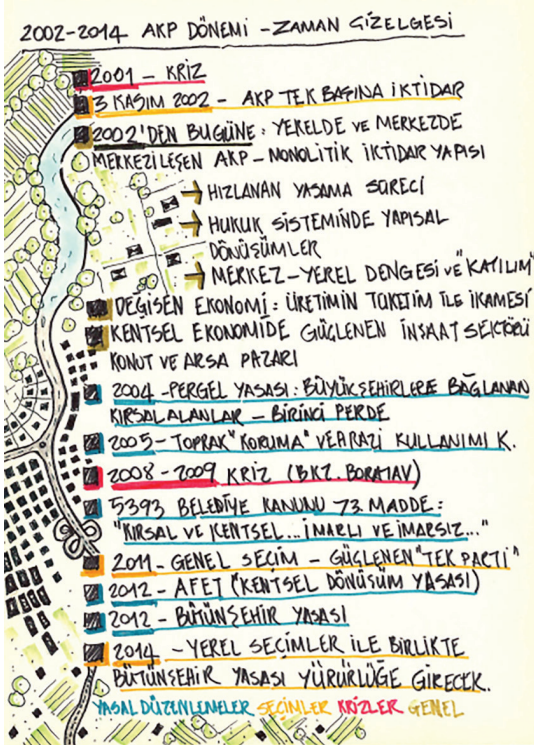 2002-2014 AKP DÖNEMİ - ZAMAN ÇİZELGESİ
2001 - KRİZ
3 KASIM 2002 - AKP TEK BAŞINA İKTİDAR
2002'DEN BUGÜNE: YERELDE VE MERKEZDE
MERKEZİLEŞEN AKP - MONOLİTİK İKTİDAR YAPISI
→ HIZLANAN YASAMA SÜRECİ
→ HUKUK SİSTEMİNDE YAPISAL
DÖNÜŞÜMLER
→ MERKEZ-YEREL DENGESİ VE "KATILIM"
DEĞİŞEN EKONOMİ: ÜRETİMİN TÜKETİM İLE İKAMESİ
KENTSEL EKONOMİDE GÜÇLENEN İNŞAAT SEKTÖRÜ
KONUT VE ARSA PAZARI
2004 - PERGEL YASASI: BÜYÜKŞEHİRLERE BAĞLANAN
KIRSAL ALANLAR - BİRİNCİ PERDE
2005 - TOPRAK "KORUMA" VE ARAZİ KULLANIMI K.
2008 - 2009 KRİZ (BKZ. BORATAV)
5393 BELEDİYE KANUNU 73. MADDE:
"KIRSAL VE KENTSEL... İMARLI VE İMARSIZ..."
2011 - GENEL SEÇİM - GÜÇLENEN "TEK PARTİ"
2012 - AFET (KENTSEL DÖNÜŞÜM YASASI)
2012 - BÜTÜNŞEHİR YASASI
2014 - YEREL SEÇİMLER İLE BİRLİKTE
BÜTÜNŞEHİR YASASI YÜRÜRLÜĞE GİRECEK.
YASAL DÜZENLEMELER SEÇİMLER KRİZLER GENEL